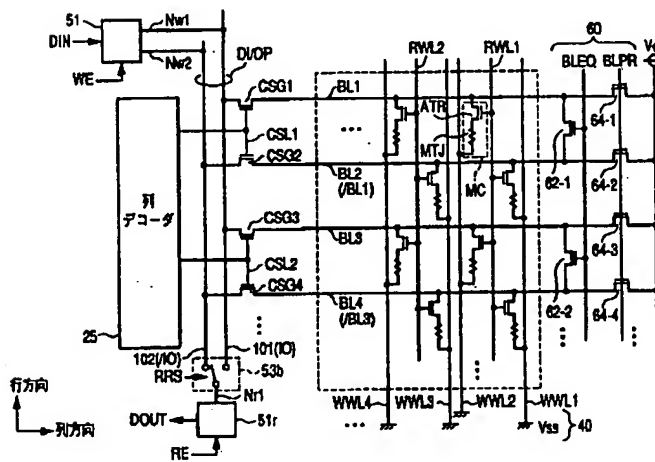 51
Nw1
DIN
Nw2
DI/OP
WE
RWL2
RWL1
60
BLEQ
BLPR
CSG1
BL1
ATR
64-1
CSL1
MTJ
62-1
CSG2
BL2
(/BL1)
MC
64-2
列
デコーダ
CSG3
BL3
64-3
CSL2
CSG4
BL4
(/BL3)
62-2
64-4
25
102(/IO)
101(IO)
RRS
53b
Nr1
行方向
列方向
DOUT
51r
RE
WWL4
WWL3
WWL2
WWL1
Vss
40